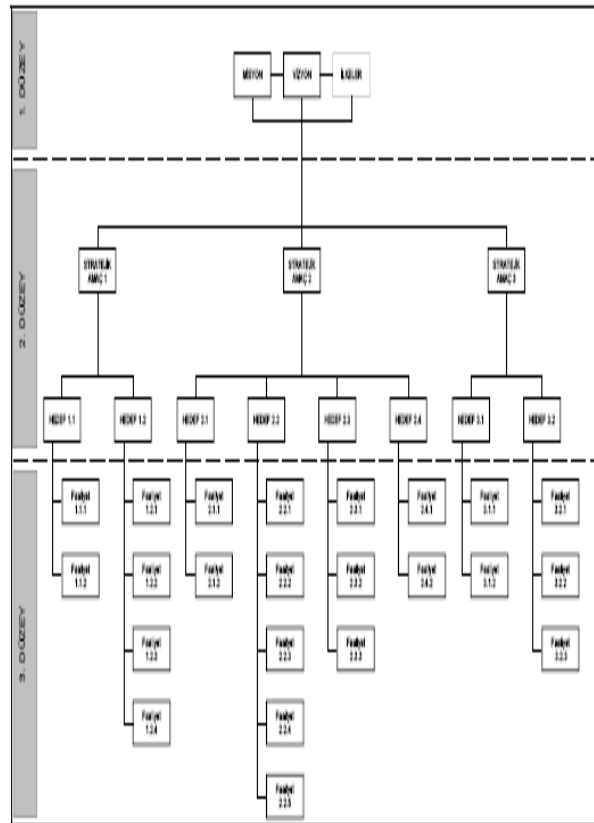 1. DÜZEY
MİSYON
VİZYON
İLKELER
2. DÜZEY
STRATEJİK
AMAÇ 1
STRATEJİK
AMAÇ 2
STRATEJİK
AMAÇ 3
HEDEF 1.1
HEDEF 1.2
HEDEF 2.1
HEDEF 2.2
HEDEF 2.3
HEDEF 2.4
HEDEF 3.1
HEDEF 3.2
3. DÜZEY
Faaliyet
1.1.1
Faaliyet
1.2.1
Faaliyet
2.1.1
Faaliyet
2.2.1
Faaliyet
2.3.1
Faaliyet
2.4.1
Faaliyet
3.1.1
Faaliyet
3.2.1
Faaliyet
1.1.2
Faaliyet
1.2.2
Faaliyet
2.1.2
Faaliyet
2.2.2
Faaliyet
2.3.2
Faaliyet
2.4.2
Faaliyet
3.1.2
Faaliyet
3.2.2
Faaliyet
1.2.3
Faaliyet
2.2.3
Faaliyet
2.3.3
Faaliyet
3.2.3
Faaliyet
1.2.4
Faaliyet
2.2.4
Faaliyet
2.2.5